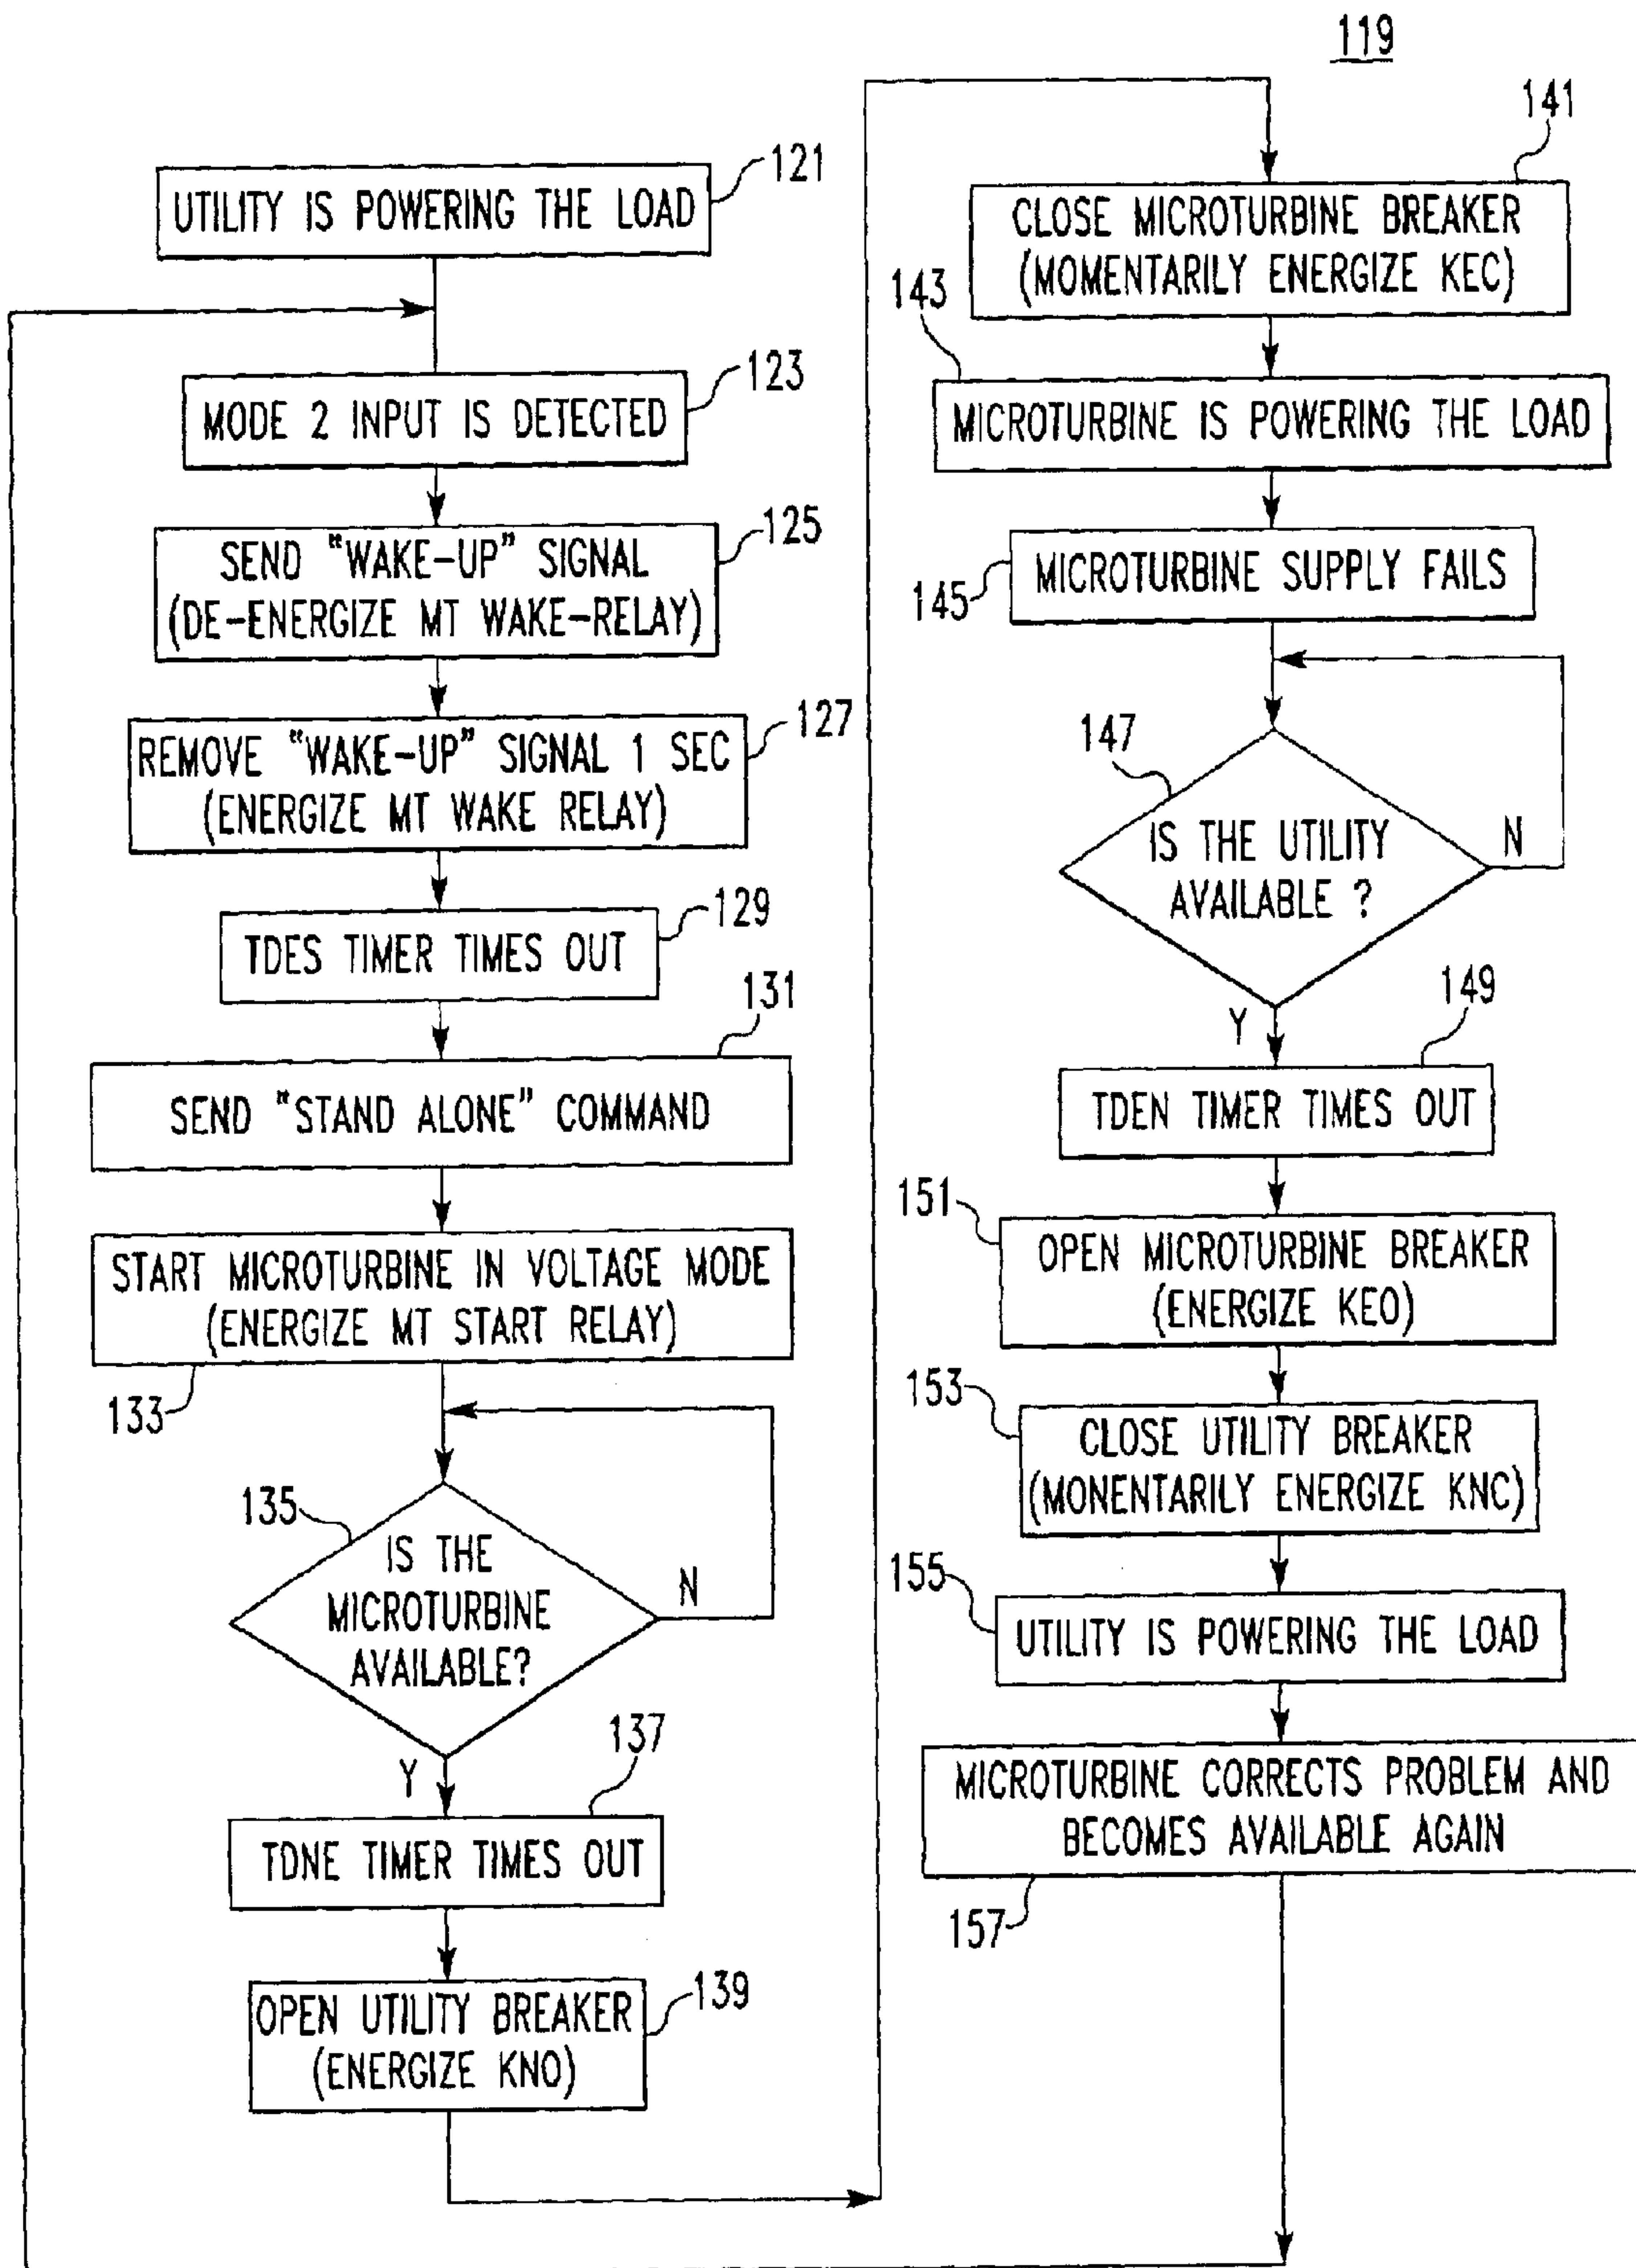 119
121
UTILITY IS POWERING THE LOAD
123
MODE 2 INPUT IS DETECTED
125
SEND "WAKE-UP" SIGNAL
(DE-ENERGIZE MT WAKE-RELAY)
127
REMOVE "WAKE-UP" SIGNAL 1 SEC
(ENERGIZE MT WAKE RELAY)
129
TDES TIMER TIMES OUT
131
SEND "STAND ALONE" COMMAND
START MICROTURBINE IN VOLTAGE MODE
(ENERGIZE MT START RELAY)
133
135
IS THE
MICROTURBINE
AVAILABLE?
N
Y
137
TDNE TIMER TIMES OUT
139
OPEN UTILITY BREAKER
(ENERGIZE KNO)
141
CLOSE MICROTURBINE BREAKER
(MOMENTARILY ENERGIZE KEC)
143
MICROTURBINE IS POWERING THE LOAD
145
MICROTURBINE SUPPLY FAILS
147
IS THE UTILITY
AVAILABLE ?
N
Y
149
TDEN TIMER TIMES OUT
151
OPEN MICROTURBINE BREAKER
(ENERGIZE KEO)
153
CLOSE UTILITY BREAKER
(MONENTARILY ENERGIZE KNC)
155
UTILITY IS POWERING THE LOAD
MICROTURBINE CORRECTS PROBLEM AND
BECOMES AVAILABLE AGAIN
157